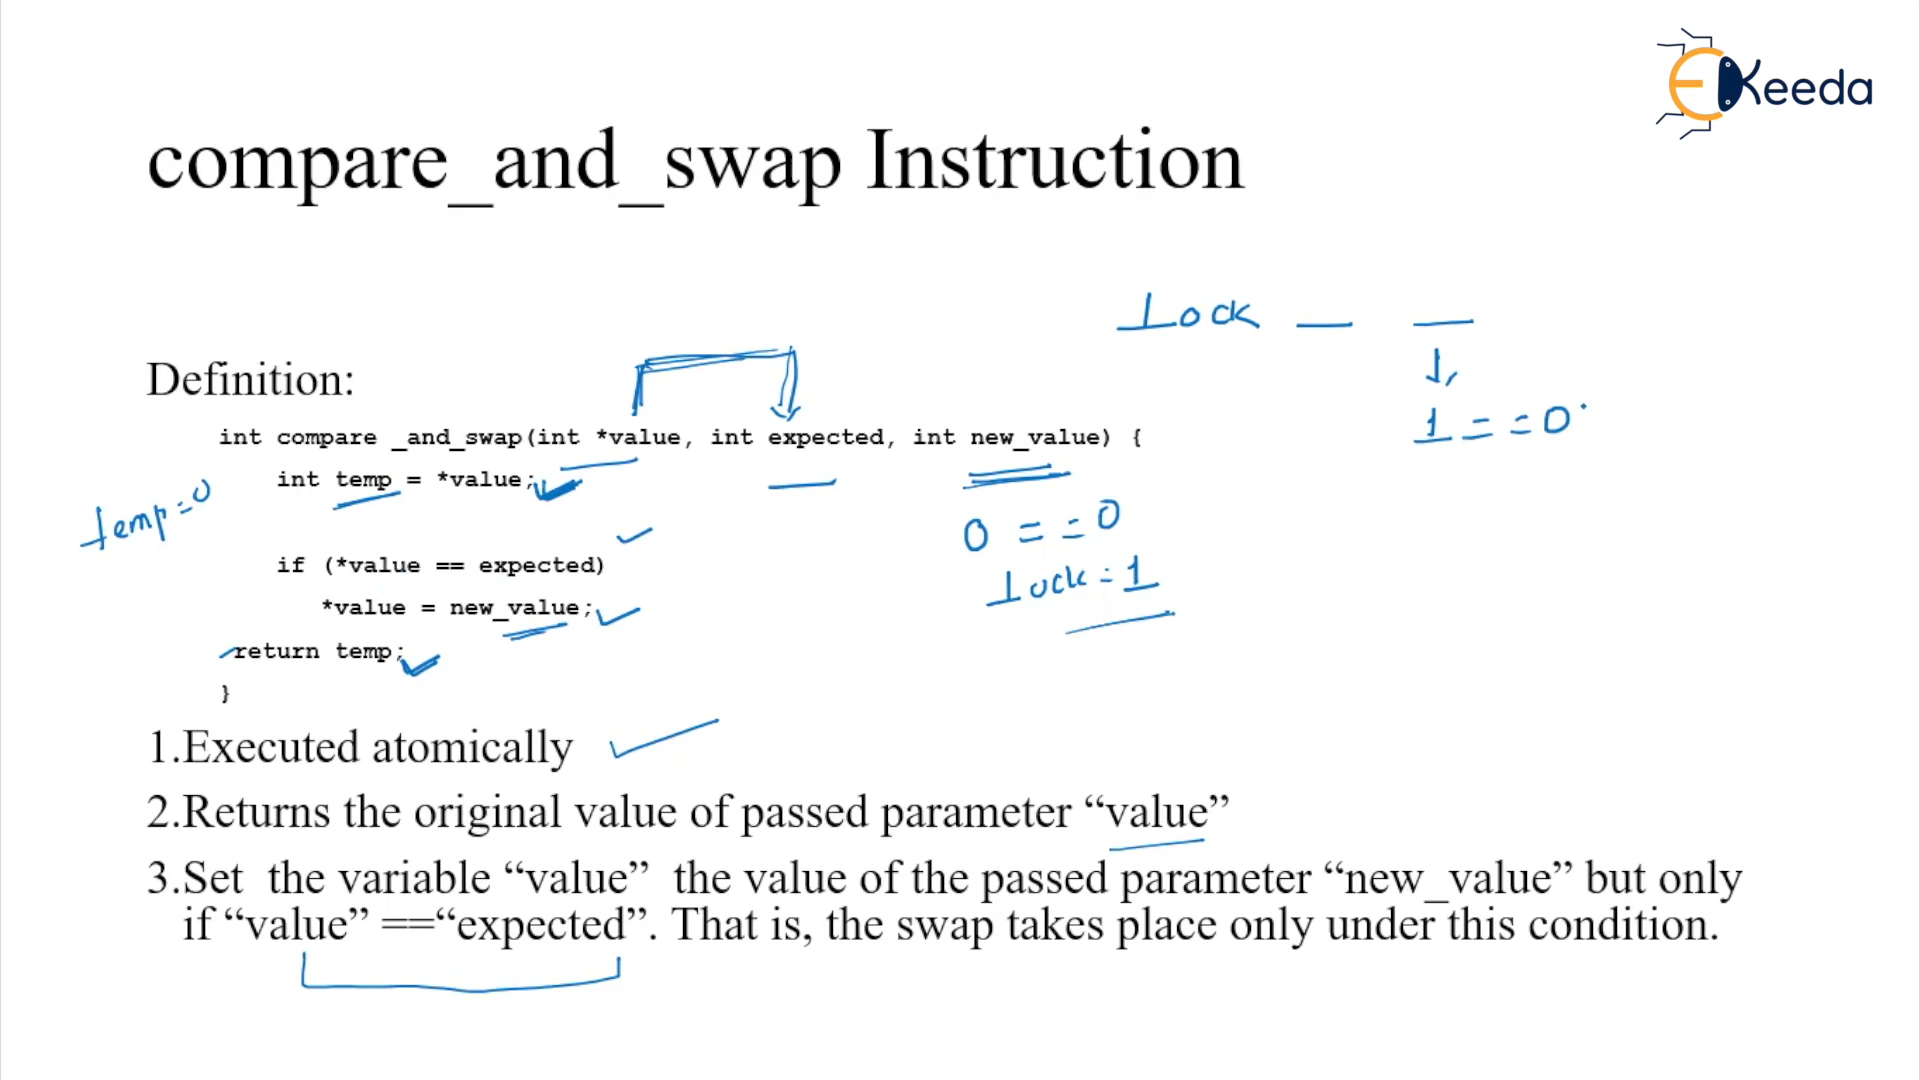 EKeeda
compare_and_swap Instruction
Lock _ _
1,
1 = = 0
Definition:
int compare _and_swap(int *value, int expected, int new_value) {
int temp = *value;
temp=0
0 = = 0
if (*value == expected)
lock = 1
*value = new_value;
return temp;
}
1.Executed atomically
2.Returns the original value of passed parameter “value”
3.Set the variable “value” the value of the passed parameter “new_value” but only
if “value” ==“expected”. That is, the swap takes place only under this condition.